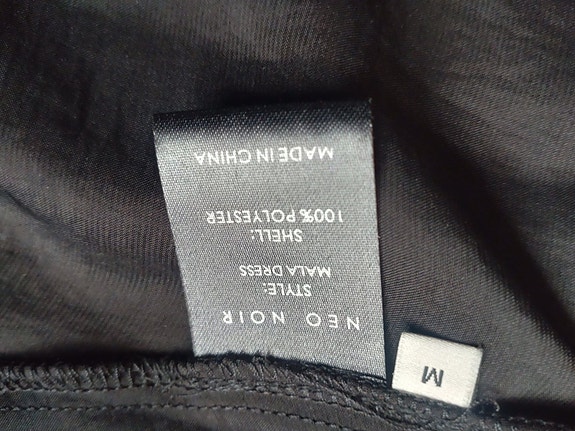 NEO NOIR
STYLE:
MALA DRESS
SHELL:
100% POLYESTER
MADE IN CHINA
M